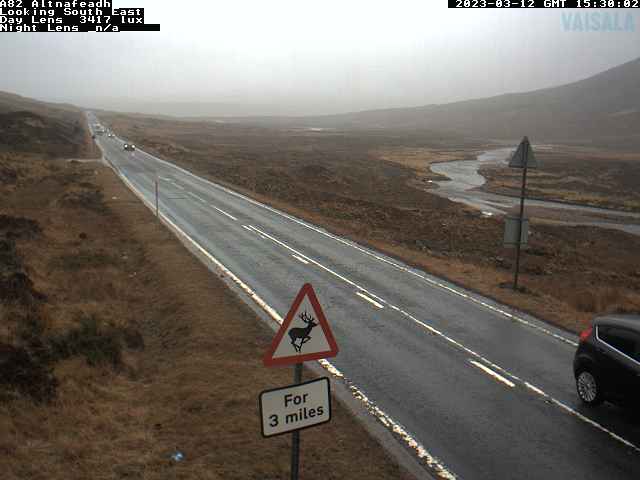 A82 Altnafeadh
Looking South East
Day Lens 3417 lux
Night Lens n/a
2023-03-12 GMT 15:30:02
VAISALA
For
3 miles